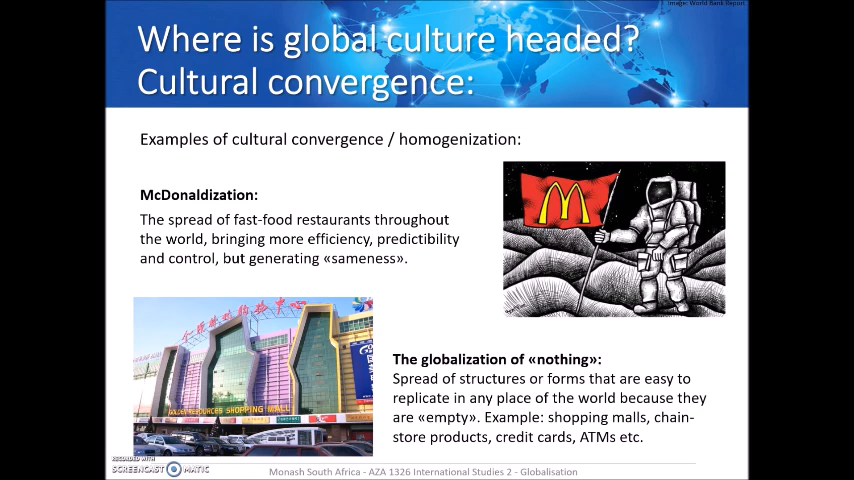 Image: World Bank Report
Where is global culture headed?
Cultural convergence:
Examples of cultural convergence / homogenization:
McDonaldization:
The spread of fast-food restaurants throughout
the world, bringing more efficiency, predictibility
and control, but generating «sameness».
GOLDEN RESOURCES SHOPPING MALL
The globalization of «nothing»:
Spread of structures or forms that are easy to
replicate in any place of the world because they
are «empty». Example: shopping malls, chain-
store products, credit cards, ATMs etc.
RECORDED WITH
SCREENCAST MATIC
Monash South Africa - AZA 1326 International Studies 2 - Globalisation